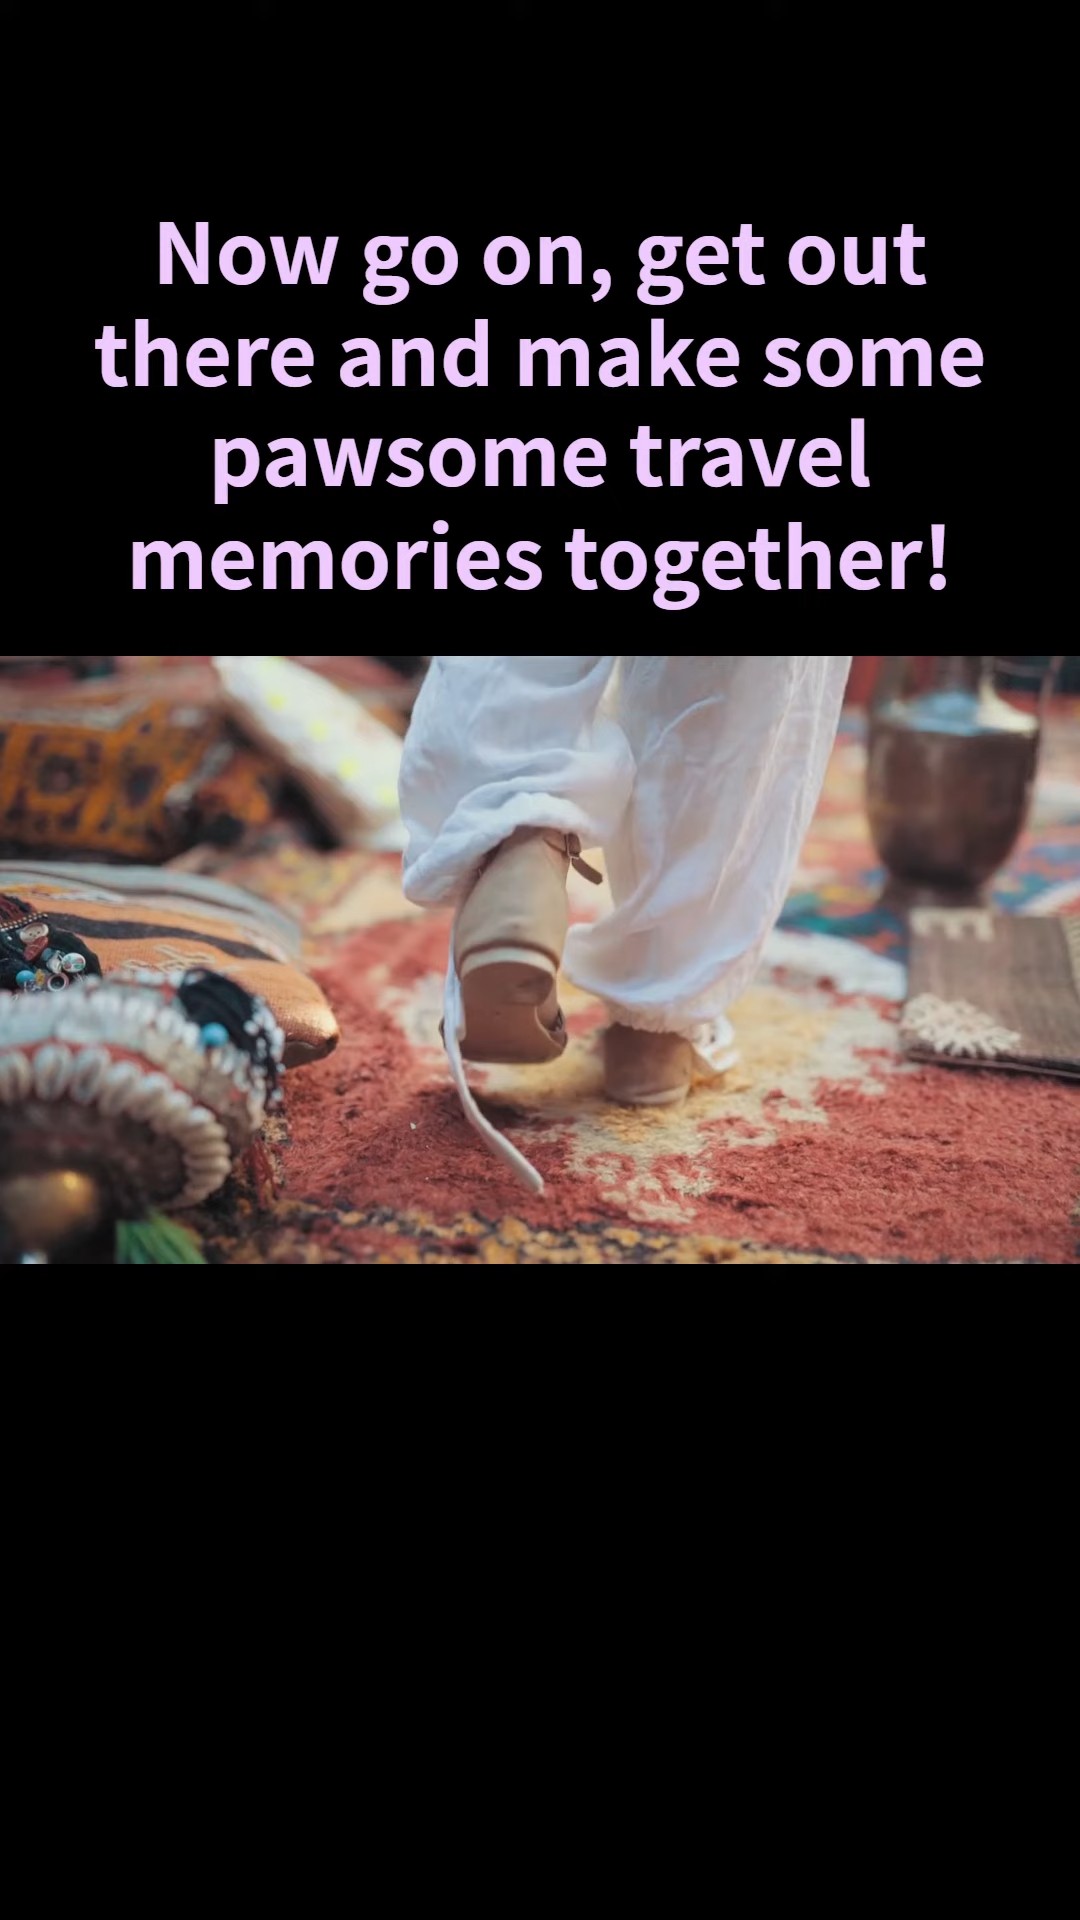 Now go on, get out
there and make some
pawsome travel
memories together!